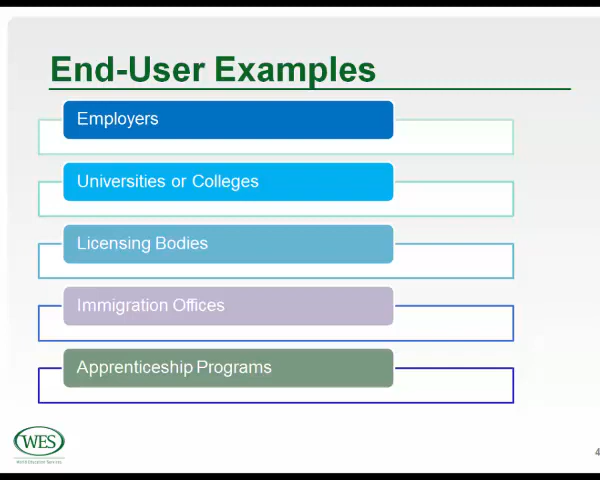 End-User Examples
Employers
Universities or Colleges
Licensing Bodies
Immigration Offices
Apprenticeship Programs
WES
World Education Services
4